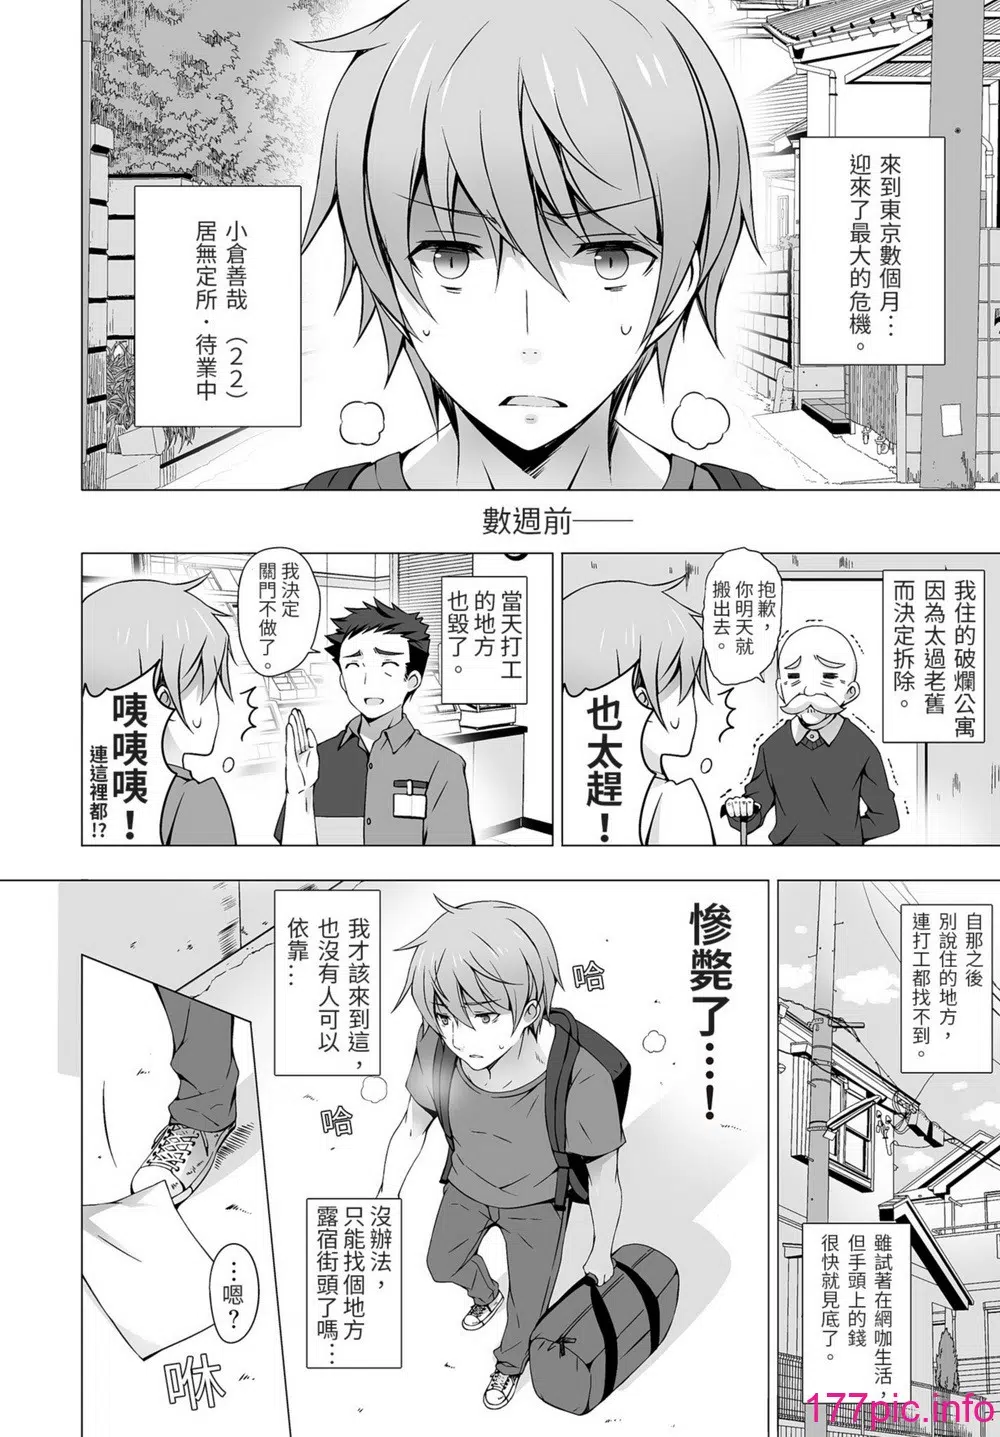 來到東京數個月…
迎來了最大的危機。
小倉善哉（22）
居無定所・待業中
數週前——
我住的破爛公寓
因為太過老舊
而決定拆除。
抱歉，
你明天就
搬出去。
也太趕！
當天打工
的地方
也毀了。
我決定
關門不做了。
咦咦咦！
連這裡都!?
自那之後
別說住的地方，
連打工都找不到。
雖試著在網咖生活，
但手頭上的錢
很快就見底了。
慘斃了…！
哈
我才該來到這，
也沒有人可以
依靠…
哈
沒辦法，
只能找個地方
露宿街頭了嗎…
…嗯？
咻
177pic.info